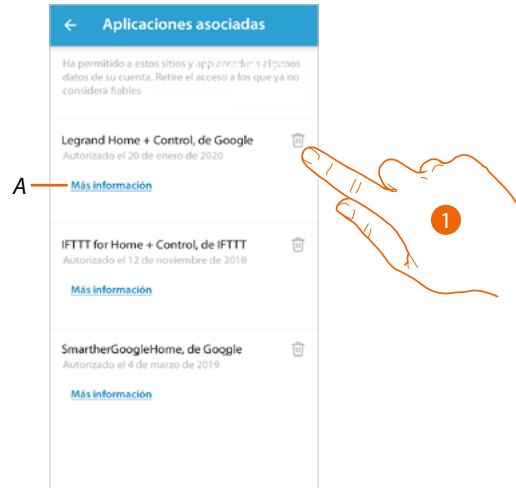 Aplicaciones asociadas
Ha permitido a estos sitios y app acceder a algunos
datos de su cuenta. Retire el acceso a los que ya no
considera fiables
Legrand Home + Control, de Google
Autorizado el 20 de enero de 2020
A
Más información
1
IFTTT for Home + Control, de IFTTT
Autorizado el 12 de noviembre de 2018
Más información
SmartherGoogleHome, de Google
Autorizado el 4 de marzo de 2019
Más información